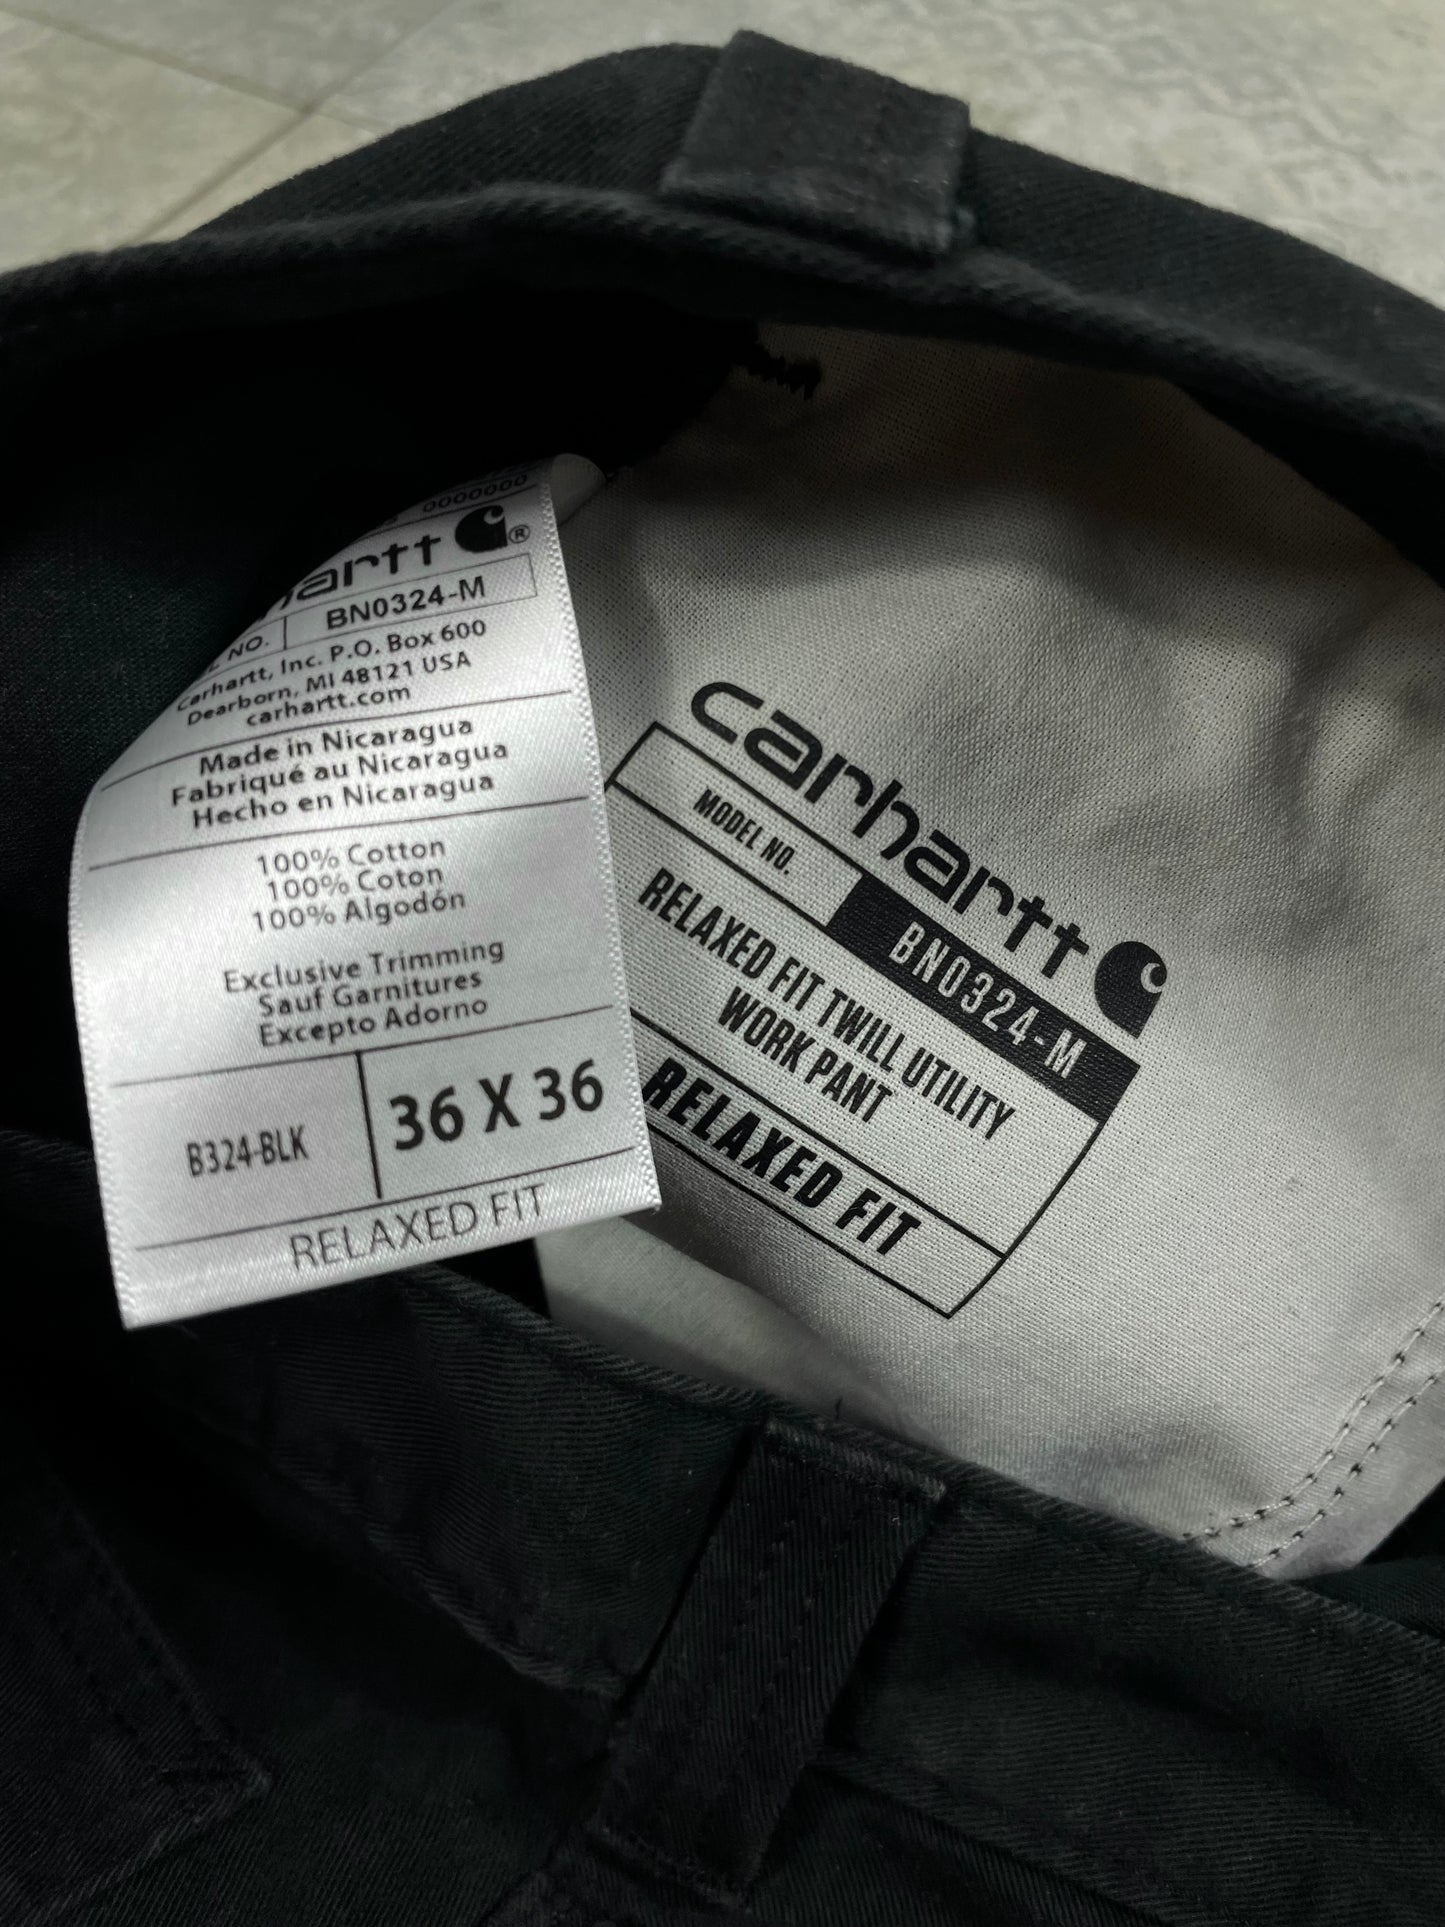 0000000
BN0324-M
NO.
Carhartt, Inc. P.O. Box 600
Dearborn, MI 48121 USA
carhartt.com
Made in Nicaragua
Fabriqué au Nicaragua
Hecho en Nicaragua
100% Cotton
100% Coton
100% Algodón
Exclusive Trimming
Sauf Garnitures
Excepto Adorno
B324-BLK
36 X 36
RELAXED FIT
carhartt
MODEL NO.
BN0324-M
RELAXED FIT TWILL UTILITY
WORK PANT
RELAXED FIT